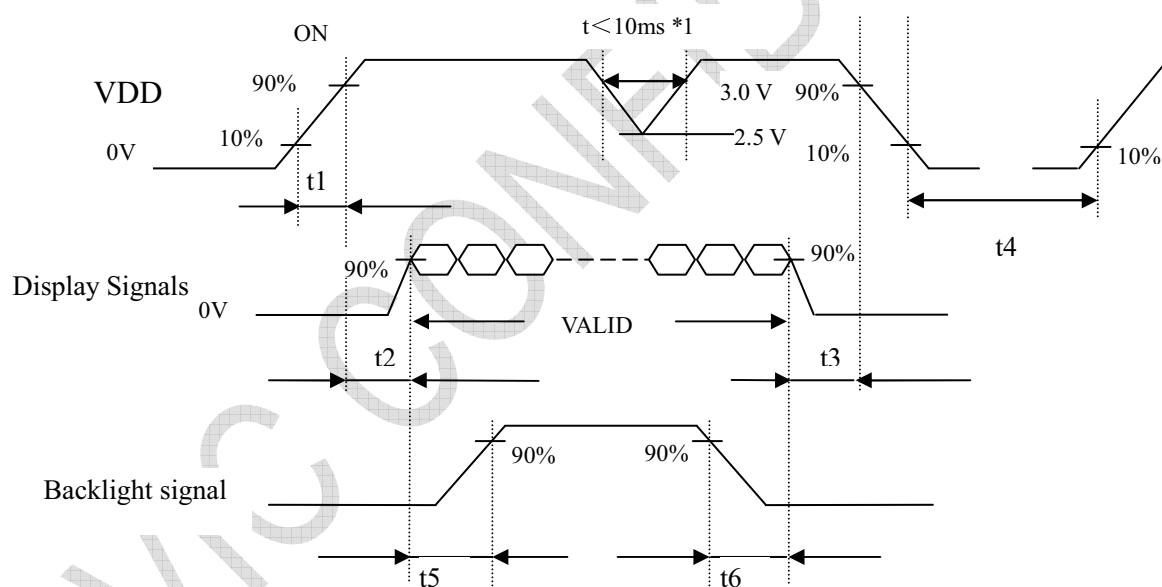 t<10ms *1
ON
VDD
90%
3.0 V
90%
10%
2.5 V
10%
10%
0V
t1
t4
90%
90%
Display Signals
0V
VALID
t2
t3
90%
90%
Backlight signal
t5
t6